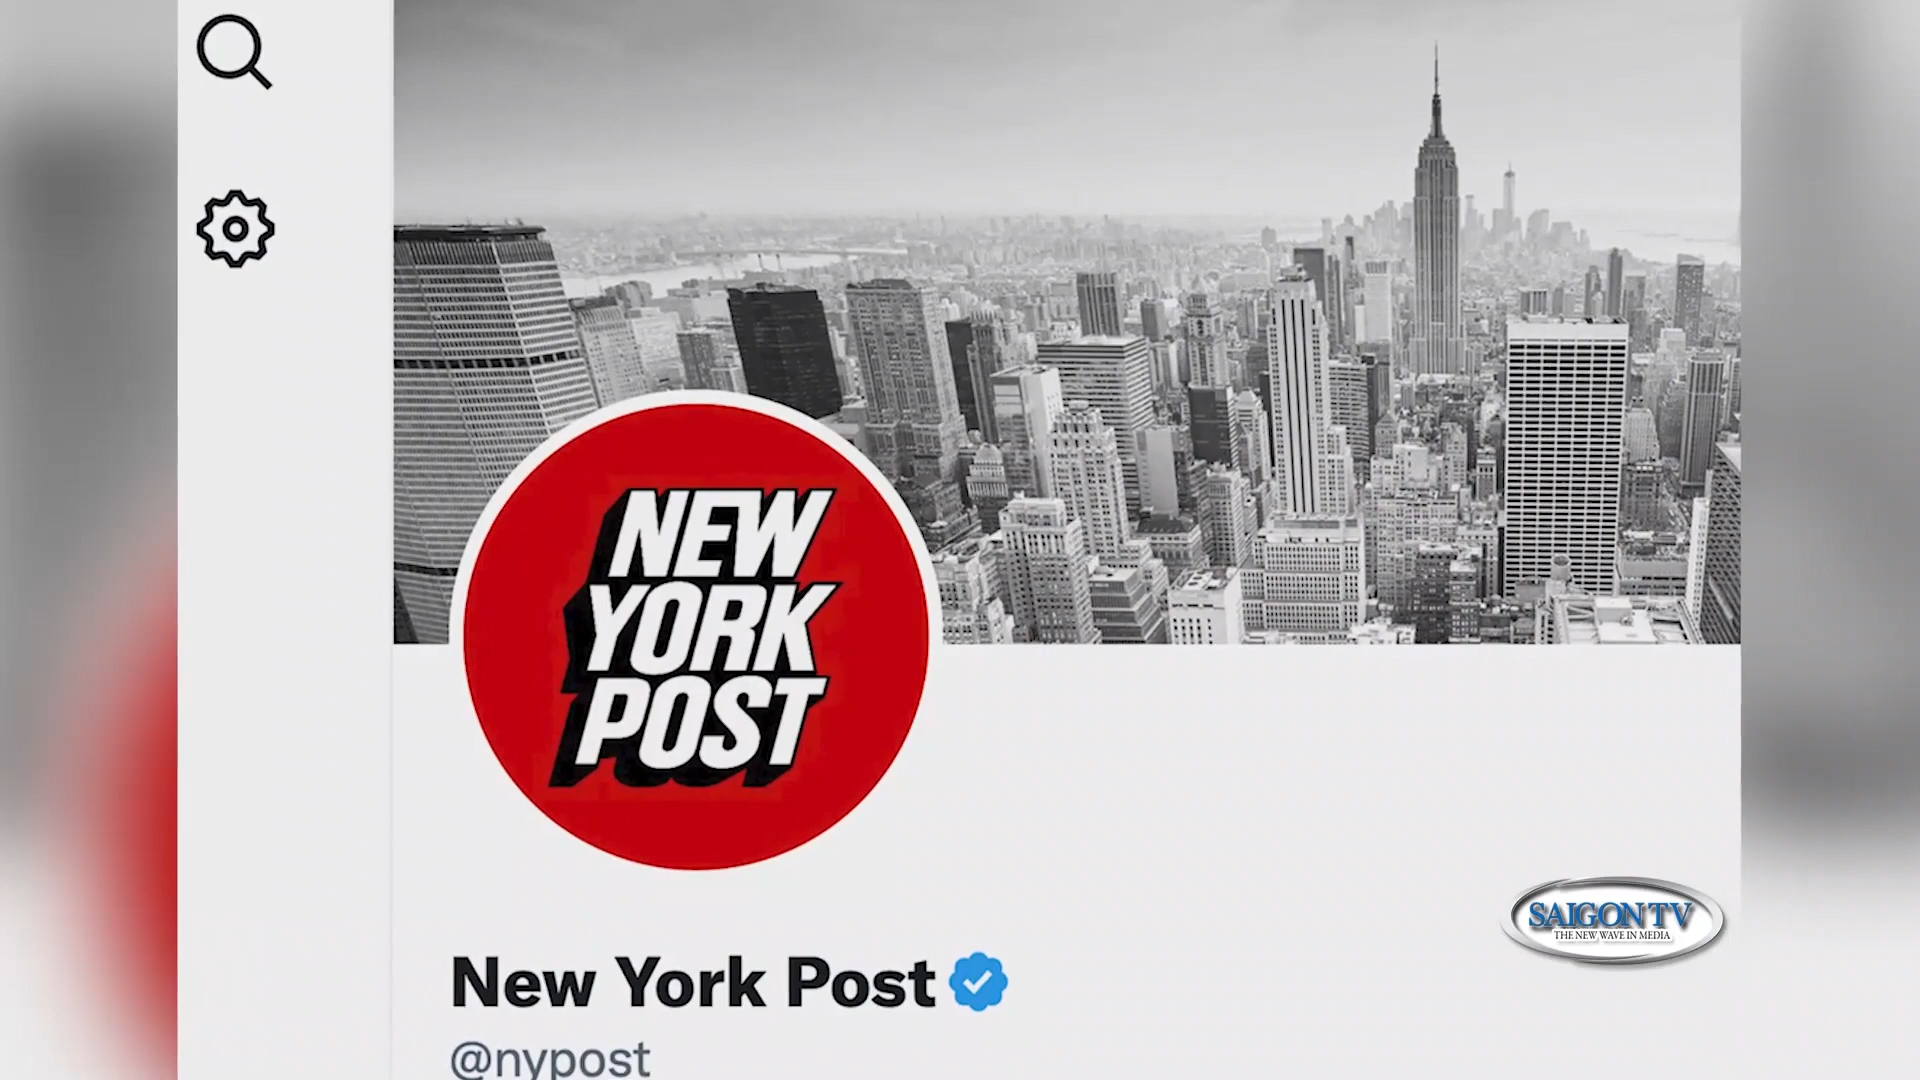 NEW
YORK
POST
SAIGON TV
THE NEW WAVE IN MEDIA
New York Post
@nypost